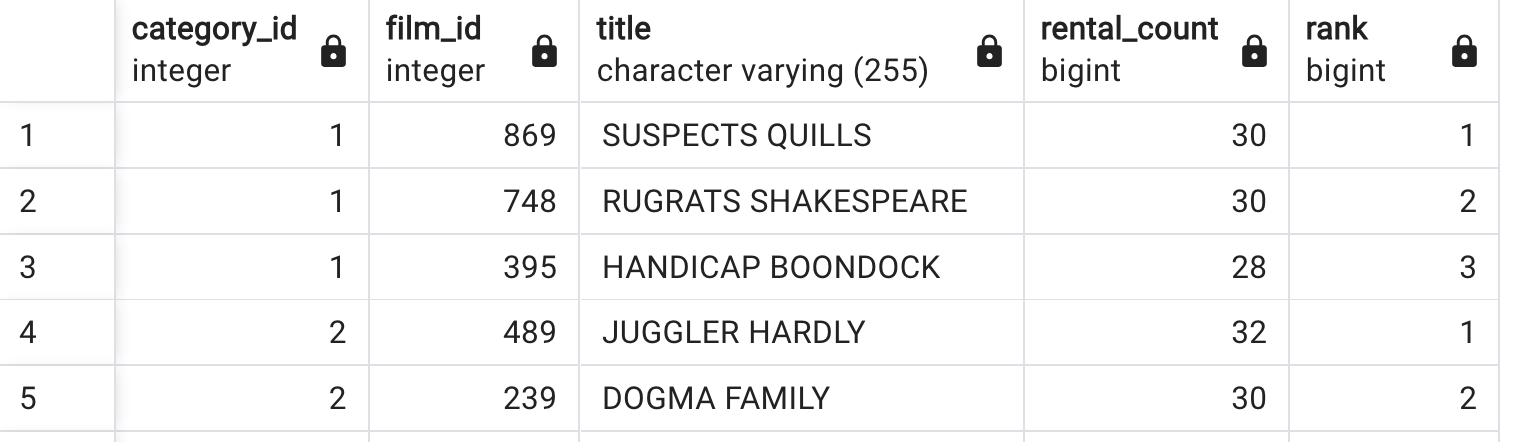 category_id film_id title rental_count rank
integer integer character varying (255) bigint bigint
1 1 869 SUSPECTS QUILLS 30 1
2 1 748 RUGRATS SHAKESPEARE 30 2
3 1 395 HANDICAP BOONDOCK 28 3
4 2 489 JUGGLER HARDLY 32 1
5 2 239 DOGMA FAMILY 30 2